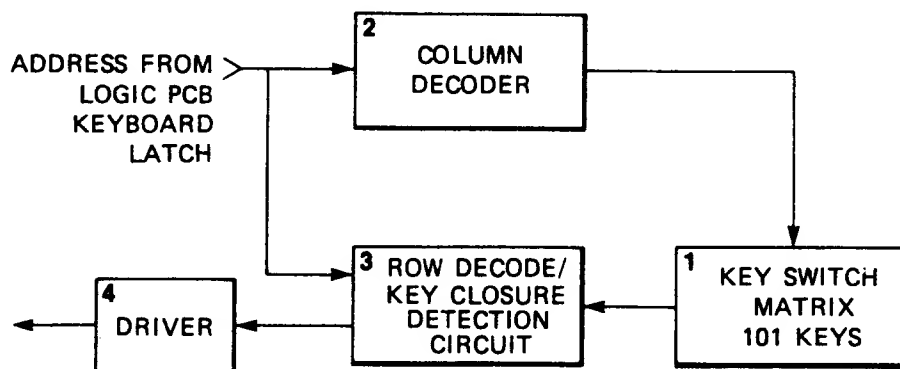 ADDRESS FROM
LOGIC PCB
KEYBOARD
LATCH
2
COLUMN
DECODER
1
KEY SWITCH
MATRIX
101 KEYS
3
ROW DECODE/
KEY CLOSURE
DETECTION
CIRCUIT
4
DRIVER